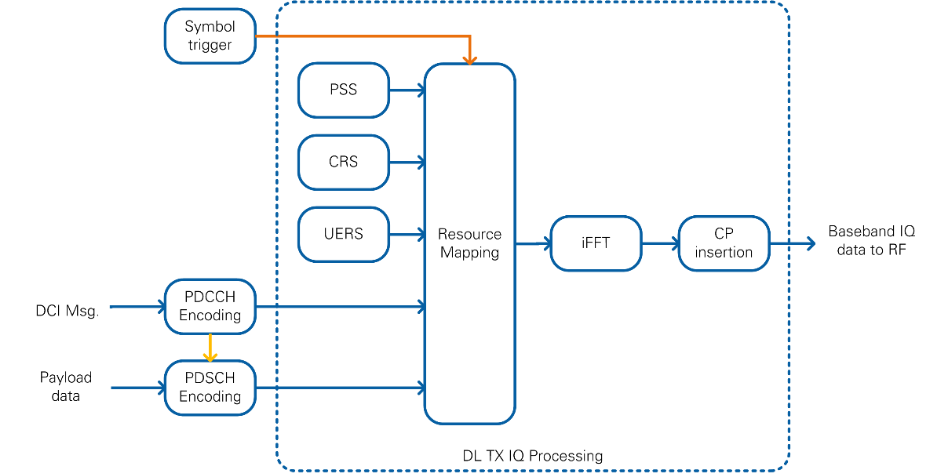 Symbol
trigger
PSS
CRS
UERS
Resource
Mapping
iFFT
CP
insertion
Baseband IQ
data to RF
DCI Msg.
PDCCH
Encoding
Payload
data
PDSCH
Encoding
DL TX IQ Processing